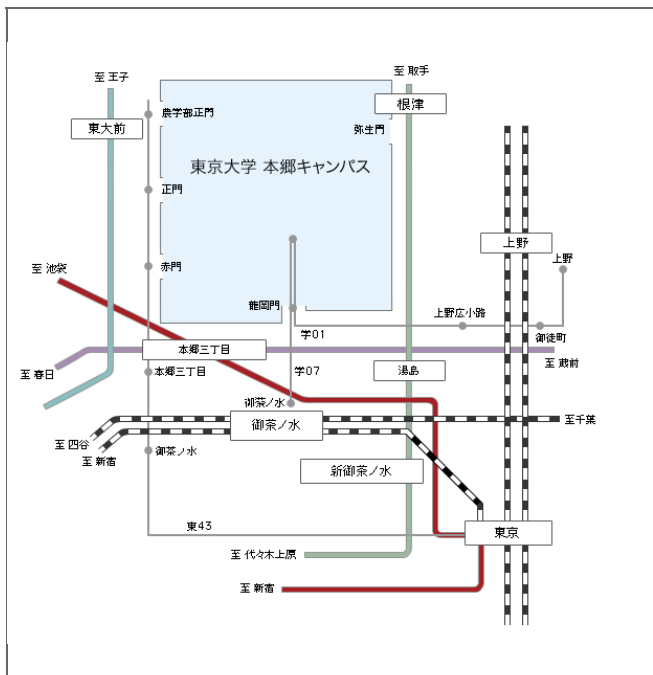 至 取手
至 王子
根津
農学部正門
東大前
弥生門
東京大学 本郷キャンパス
正門
上野
上野
赤門
至 池袋
龍岡門
上野広小路
学01
御徒町
本郷三丁目
至 蔵前
学07
湯島
至 春日
本郷三丁目
御茶ノ水
御茶ノ水
至千葉
至 四谷
御茶ノ水
至 新宿
新御茶ノ水
東43
東京
至 代々木上原
至 新宿